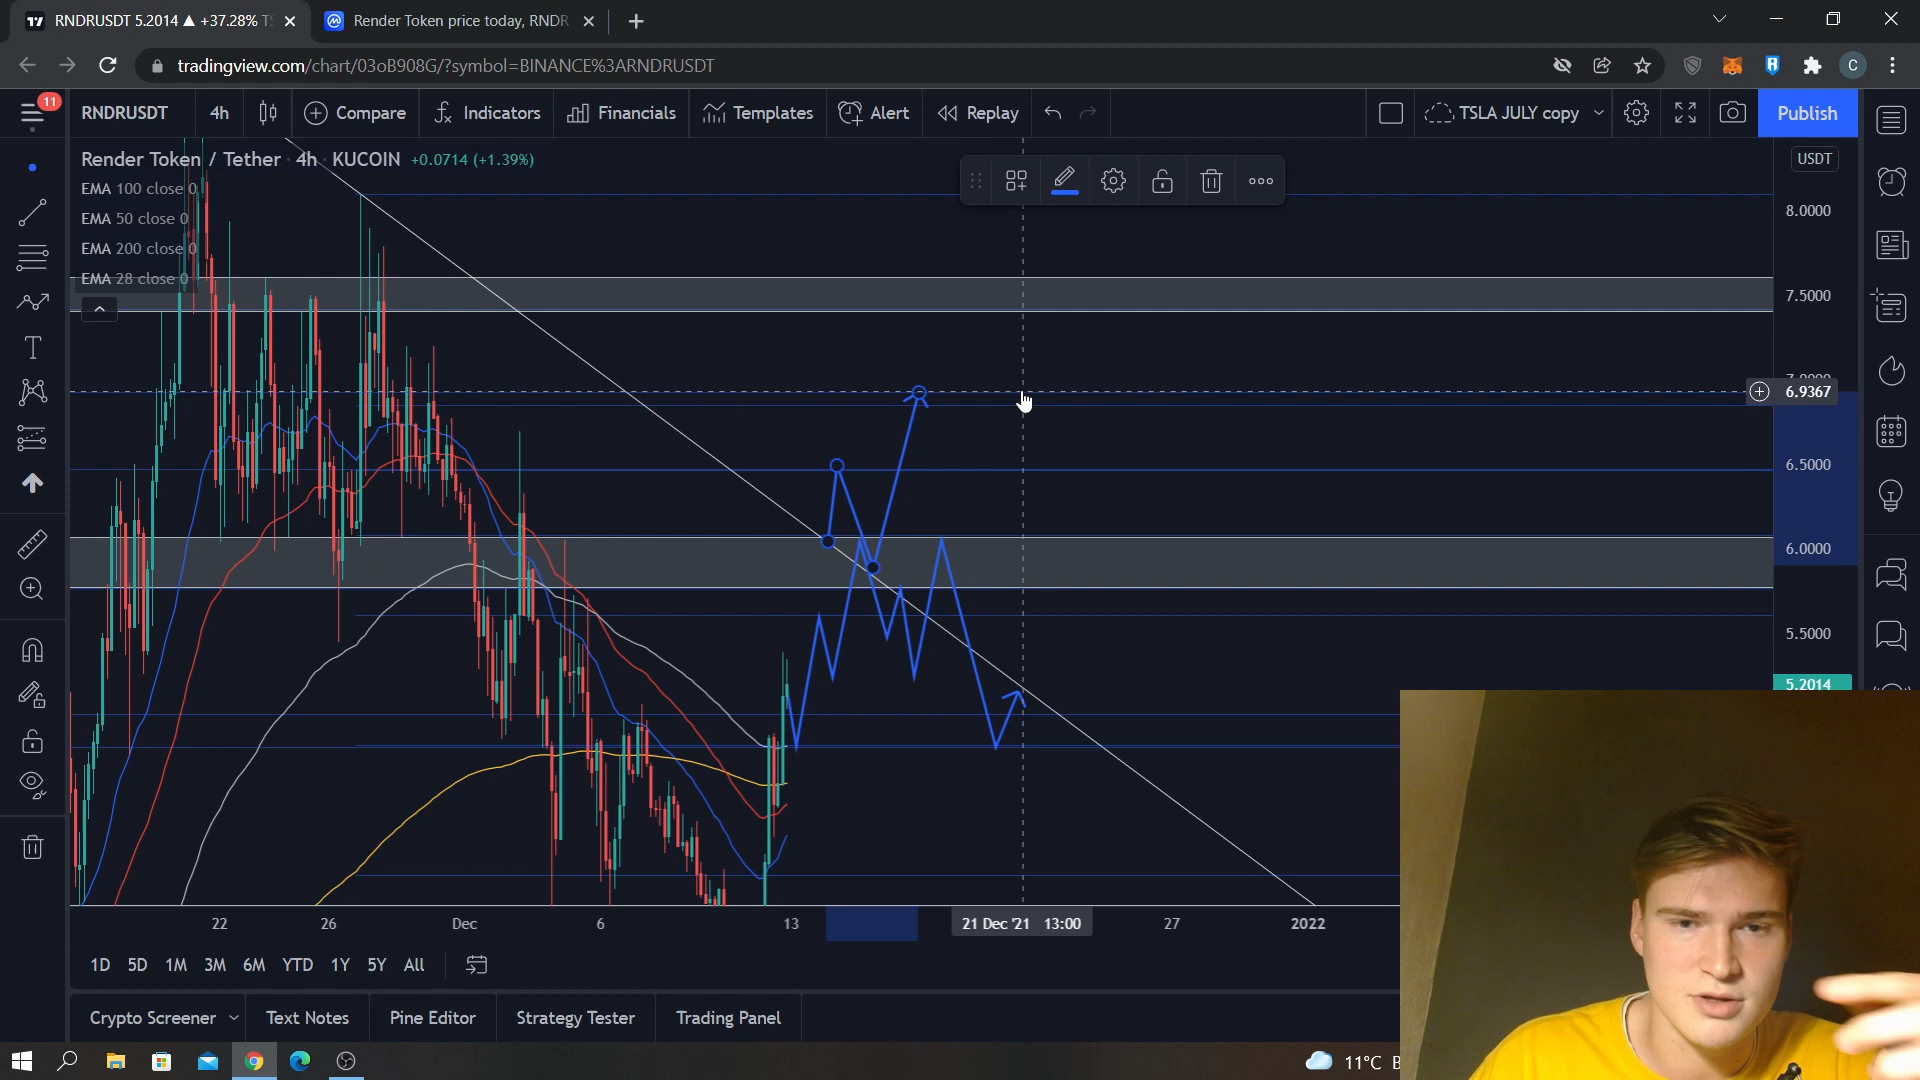 RNDRUSDT 5.2014 ▲ +37.28% TS
Render Token price today, RNDR
tradingview.com/chart/03oB908G/?symbol=BINANCE%3ARNDRUSDT
C
11
RNDRUSDT 4h Compare Indicators Financials Templates Alert Replay TSLA JULY copy Publish
Render Token / Tether · 4h · KUCOIN +0.0714 (+1.39%)
USDT
EMA 100 close 0
EMA 50 close 0
EMA 200 close 0
EMA 28 close 0
8.0000
7.5000
7.0000
6.9367
6.5000
6.0000
5.5000
5.2014
22 26 Dec 6 13 21 Dec '21 13:00 27 2022
1D 5D 1M 3M 6M YTD 1Y 5Y All
Crypto Screener Text Notes Pine Editor Strategy Tester Trading Panel
11°C